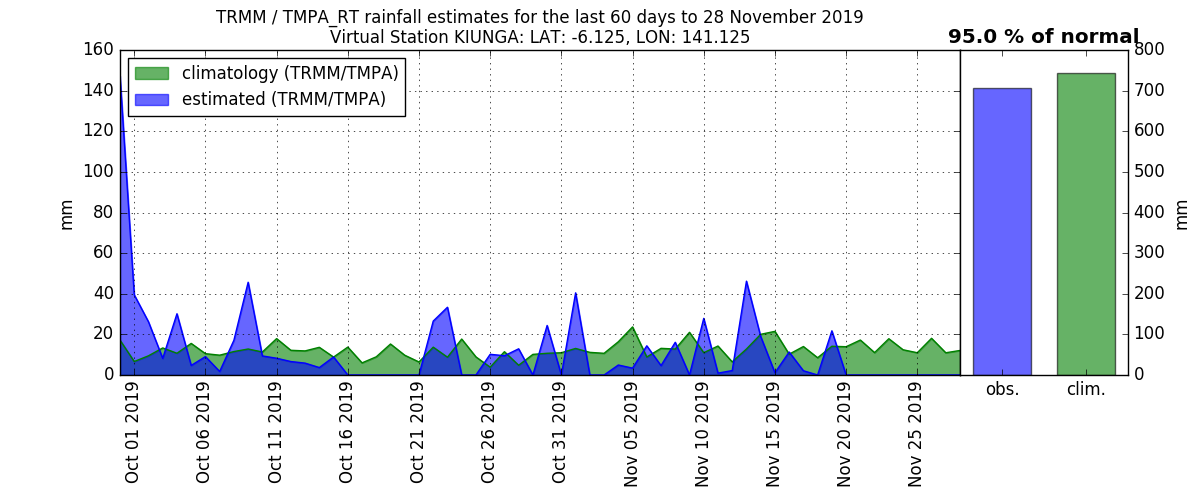 TRMM / TMPA_RT rainfall estimates for the last 60 days to 28 November 2019
Virtual Station KIUNGA: LAT: -6.125, LON: 141.125
95.0 % of normal
climatology (TRMM/TMPA)
estimated (TRMM/TMPA)
mm
160
140
120
100
80
60
40
20
0
Oct 01 2019
Oct 06 2019
Oct 11 2019
Oct 16 2019
Oct 21 2019
Oct 26 2019
Oct 31 2019
Nov 05 2019
Nov 10 2019
Nov 15 2019
Nov 20 2019
Nov 25 2019
obs.
clim.
800
700
600
500
400
300
200
100
0
mm